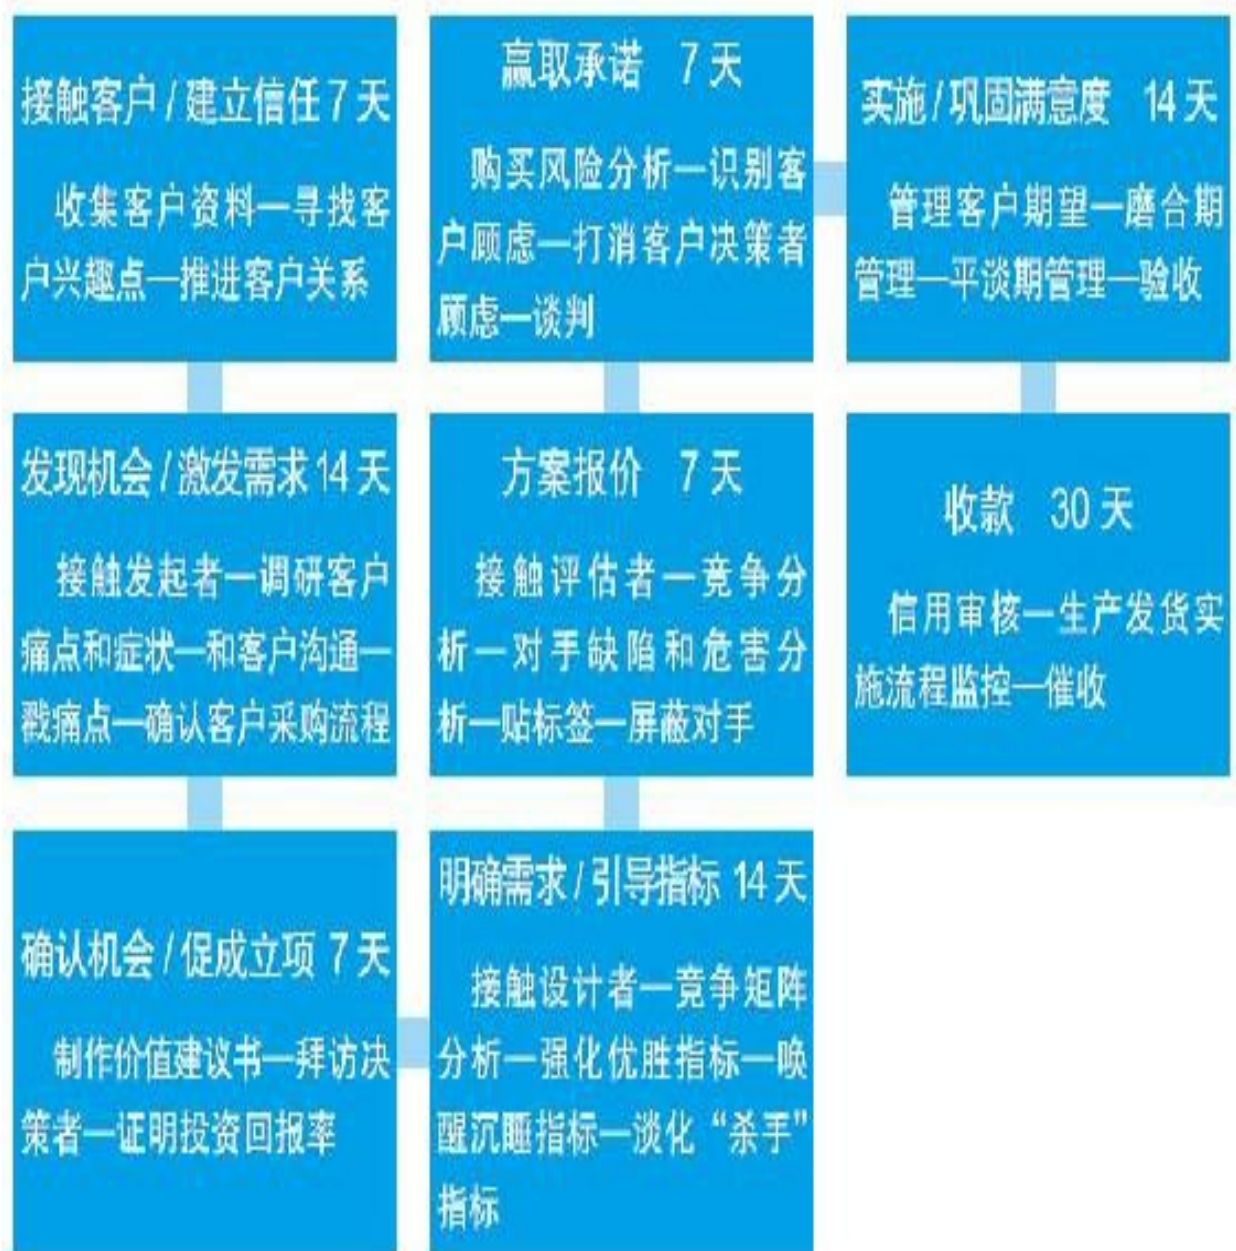 接触客户 / 建立信任 7 天
收集客户资料—寻找客
户兴趣点—推进客户关系
发现机会 / 激发需求 14 天
接触发起者—调研客户
痛点和症状—和客户沟通—
戳痛点—确认客户采购流程
确认机会 / 促成立项 7 天
制作价值建议书—拜访决
策者—证明投资回报率
明确需求 / 引导指标 14 天
接触设计者—竞争矩阵
分析—强化优胜指标—唤
醒沉睡指标—淡化“杀手”
指标
方案报价 7 天
接触评估者—竞争分
析—对手缺陷和危害分
析—贴标签—屏蔽对手
赢取承诺 7 天
购买风险分析—识别客
户顾虑—打消客户决策者
顾虑—谈判
实施 / 巩固满意度 14 天
管理客户期望—磨合期
管理—平淡期管理—验收
收款 30 天
信用审核—生产发货实
施流程监控—催收